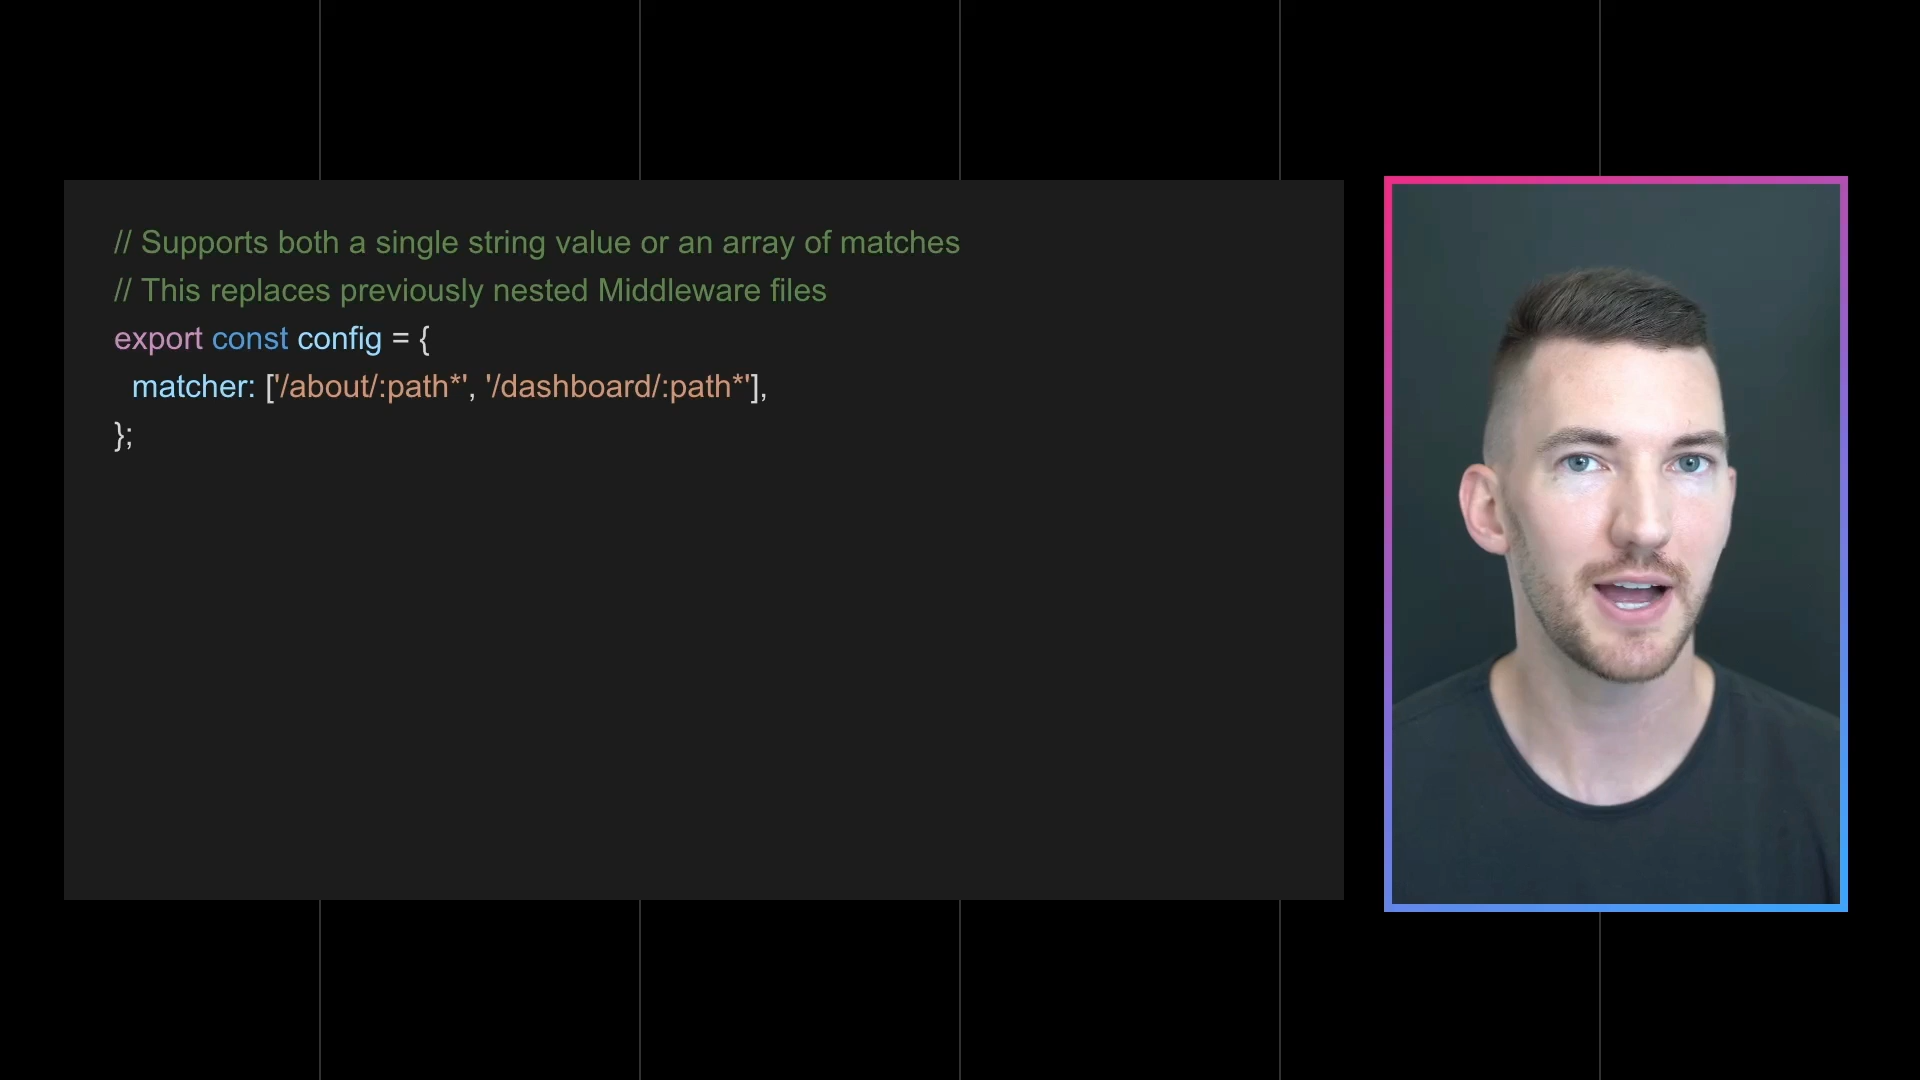 // Supports both a single string value or an array of matches
// This replaces previously nested Middleware files
export const config = {
  matcher: ['/about/:path*', '/dashboard/:path*'],
};